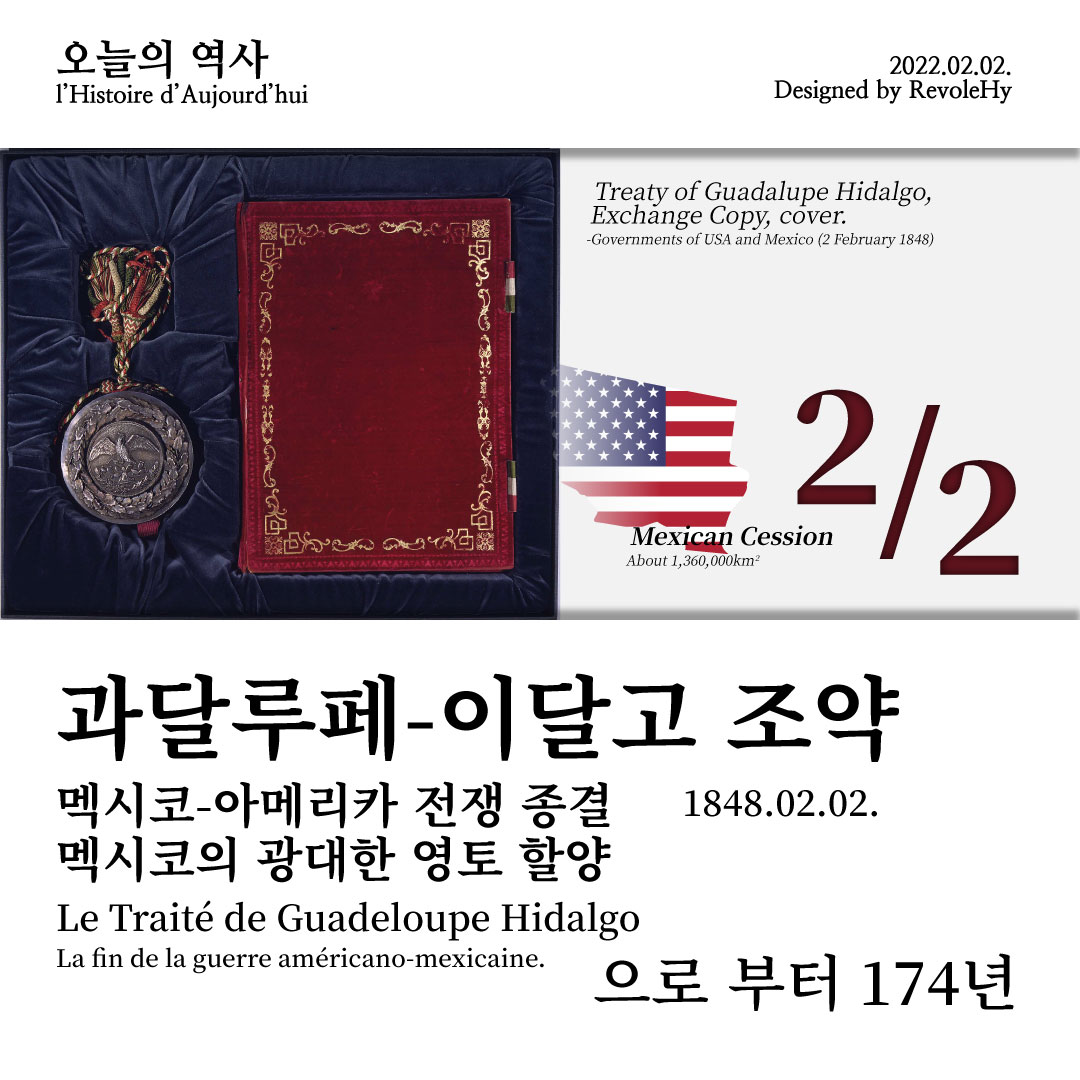 오늘의 역사
l'Histoire d'Aujourd'hui
2022.02.02.
Designed by RevoleHy
Treaty of Guadalupe Hidalgo,
Exchange Copy, cover.
-Governments of USA and Mexico (2 February 1848)
2/2
Mexican Cession
About 1,360,000km²
과달루페-이달고 조약
멕시코-아메리카 전쟁 종결
1848.02.02.
멕시코의 광대한 영토 할양
Le Traité de Guadeloupe Hidalgo
La fin de la guerre américano-mexicaine.
으로 부터 174년